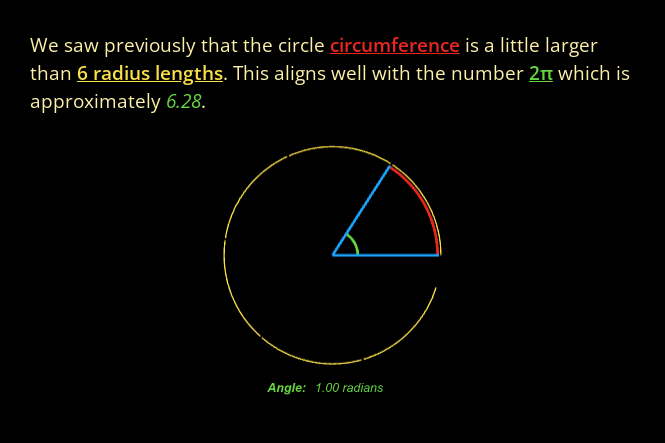 We saw previously that the circle circumference is a little larger
than 6 radius lengths. This aligns well with the number 2π which is
approximately 6.28.
Angle: 1.00 radians